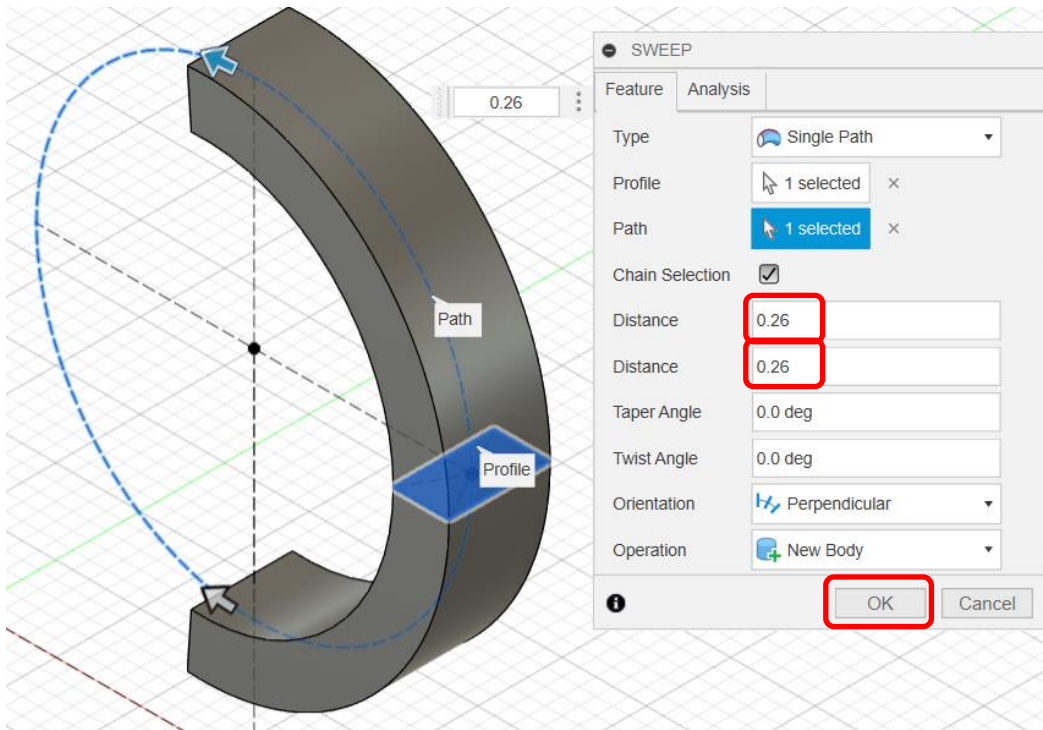 SWEEP
Feature Analysis
0.26
Type Single Path
Profile 1 selected ×
Path 1 selected ×
Chain Selection
Path
Distance 0.26
Distance 0.26
Taper Angle 0.0 deg
Profile
Twist Angle 0.0 deg
Orientation Perpendicular
Operation New Body
OK Cancel